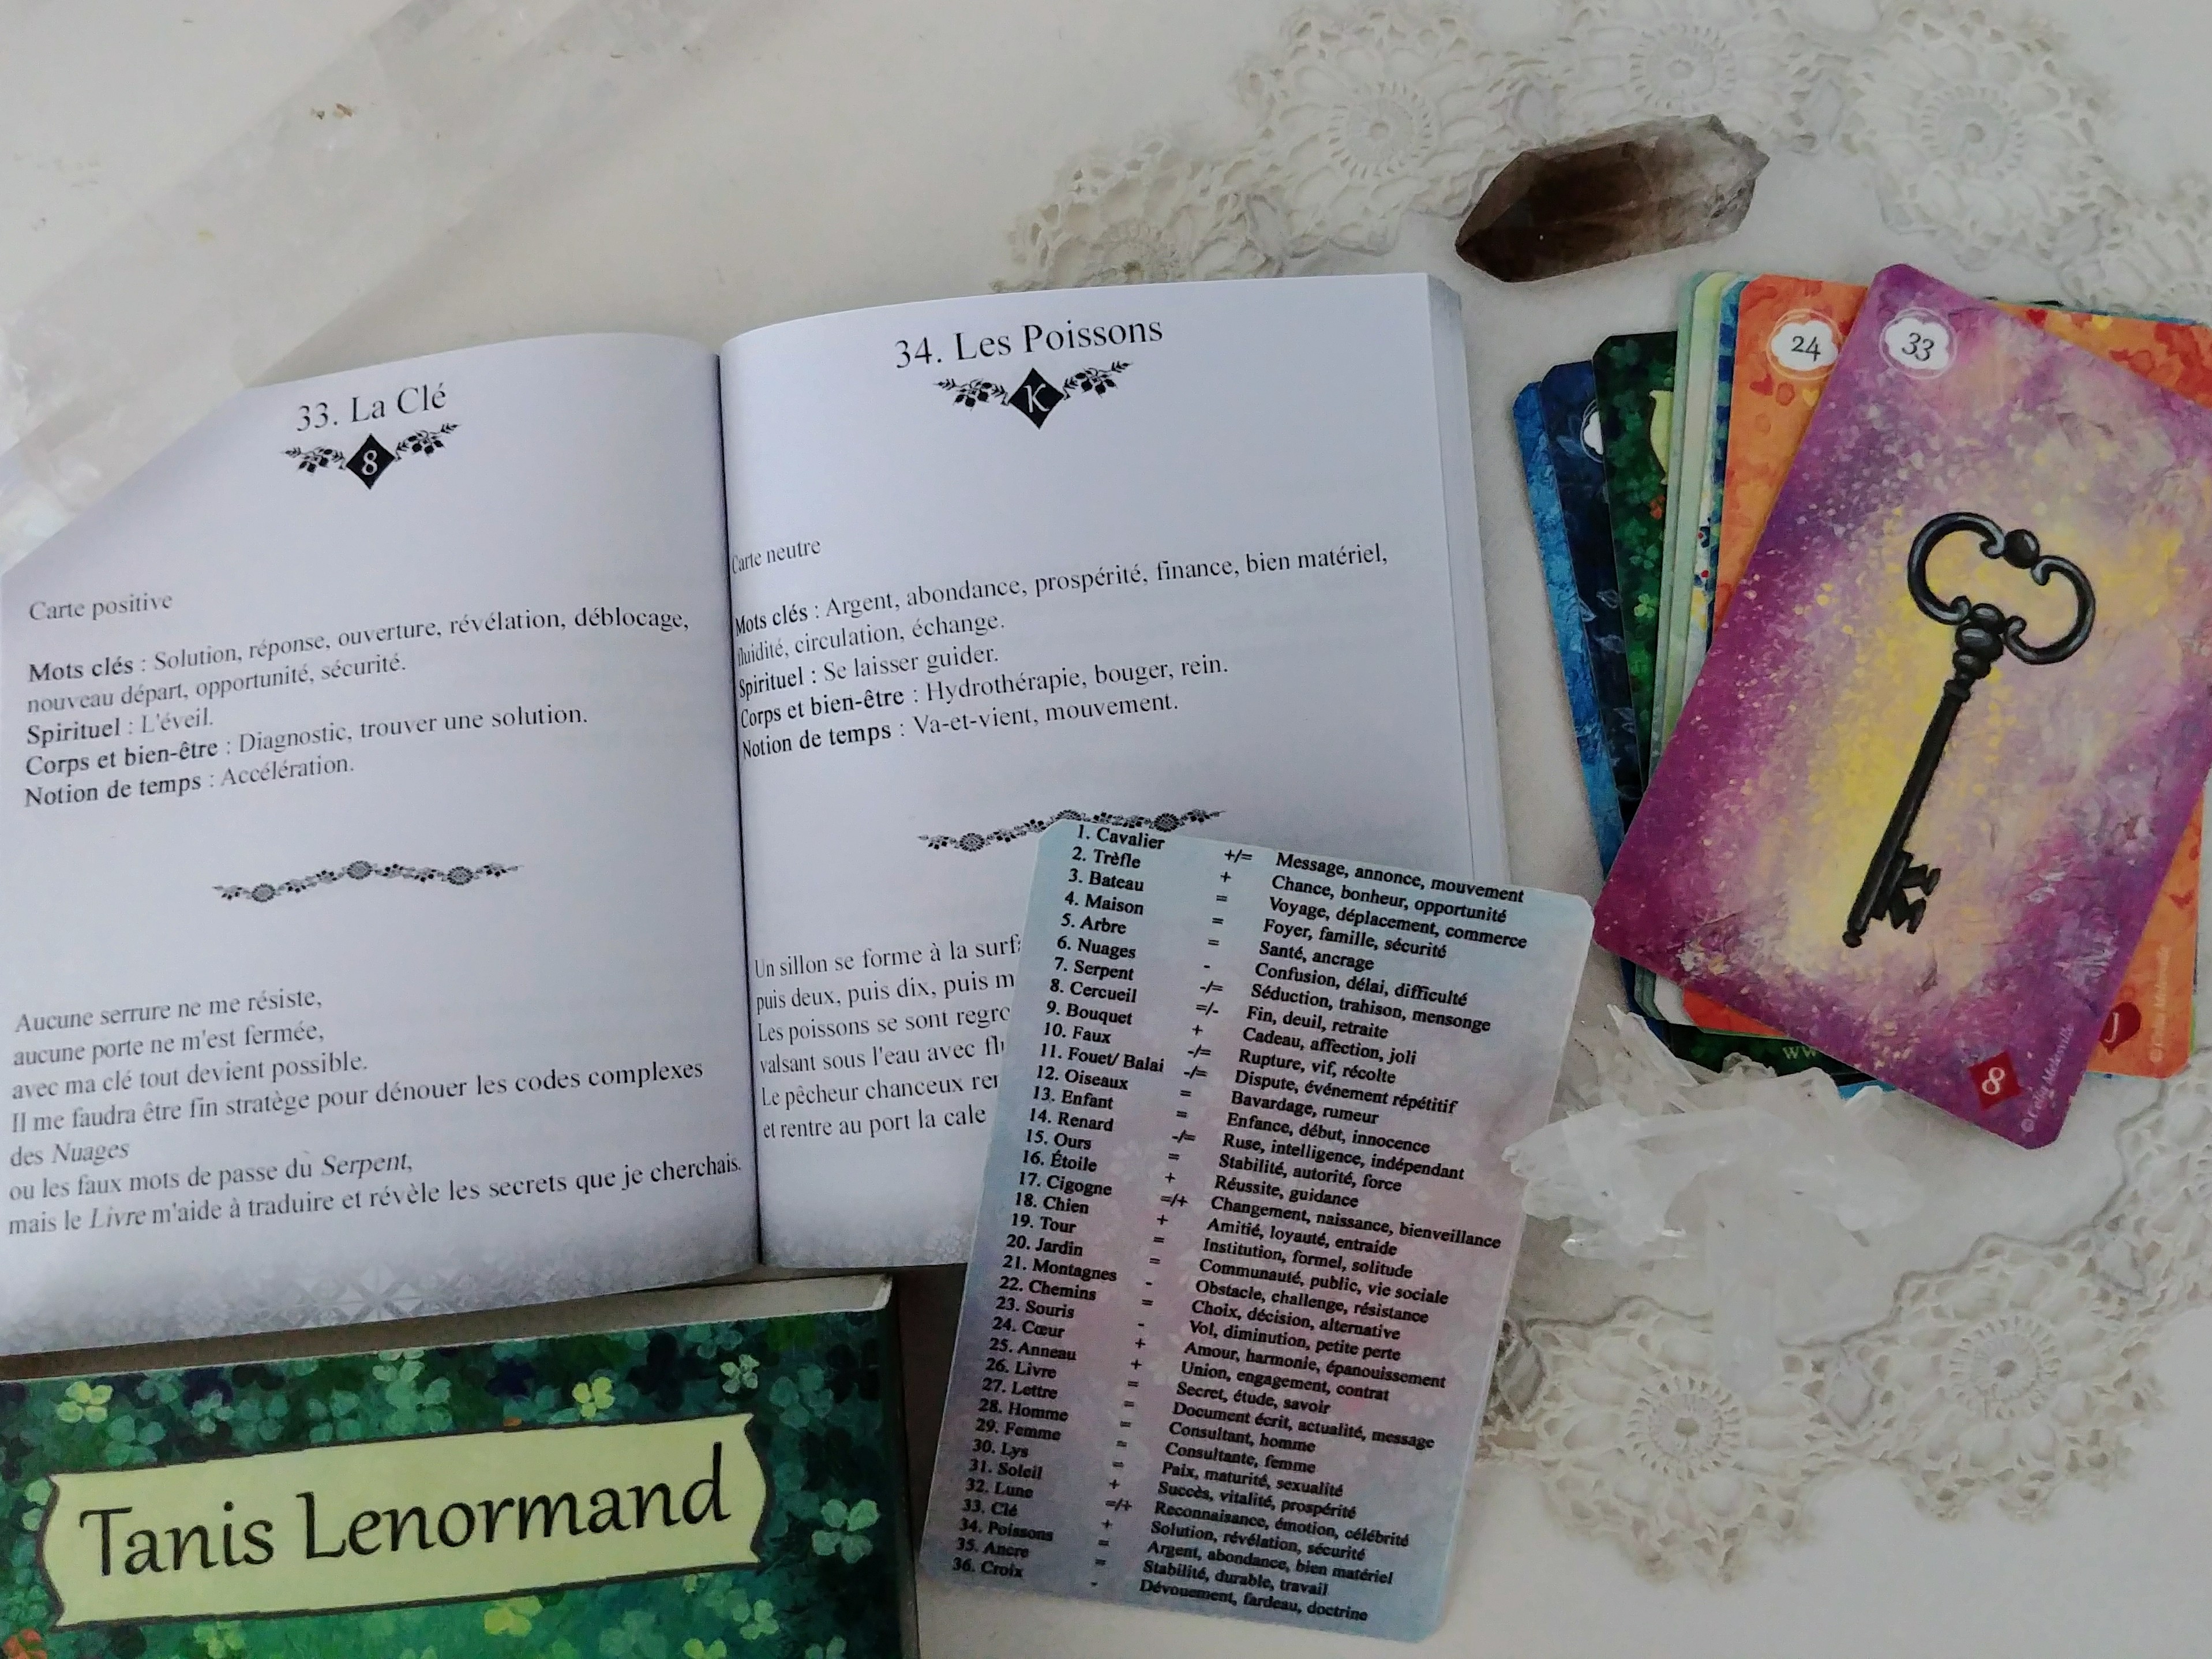 33. La Clé
8
Carte positive
Mots clés : Solution, réponse, ouverture, révélation, déblocage,
nouveau départ, opportunité, sécurité.
Spirituel : L'éveil.
Corps et bien-être : Diagnostic, trouver une solution.
Notion de temps : Accélération.
Aucune serrure ne me résiste,
aucune porte ne m'est fermée,
avec ma clé tout devient possible.
Il me faudra être fin stratège pour dénouer les codes complexes
des Nuages
ou les faux mots de passe du Serpent,
mais le Livre m'aide à traduire et révèle les secrets que je cherchais.
34. Les Poissons
K
Carte neutre
Mots clés : Argent, abondance, prospérité, finance, bien matériel,
fluidité, circulation, échange.
Spirituel : Se laisser guider.
Corps et bien-être : Hydrothérapie, bouger, rein.
Notion de temps : Va-et-vient, mouvement.
Un sillon se forme à la surf
puis deux, puis dix, puis m
Les poissons se sont regro
valsant sous l'eau avec flu
Le pêcheur chanceux
et rentre au port la cale
1. Cavalier +/= Message, annonce, mouvement
2. Trèfle + Chance, bonheur, opportunité
3. Bateau = Voyage, déplacement, commerce
4. Maison = Foyer, famille, sécurité
5. Arbre = Santé, ancrage
6. Nuages - Confusion, délai, difficulté
7. Serpent -/= Séduction, trahison, mensonge
8. Cercueil =/- Fin, deuil, retraite
9. Bouquet + Cadeau, affection, joli
10. Faux -/= Rupture, vif, récolte
11. Fouet/ Balai -/= Dispute, événement répétitif
12. Oiseaux = Bavardage, rumeur
13. Enfant = Enfance, début, innocence
14. Renard -/= Ruse, intelligence, indépendant
15. Ours = Stabilité, autorité, force
16. Étoile + Réussite, guidance
17. Cigogne =/+ Changement, naissance, bienveillance
18. Chien + Amitié, loyauté, entraide
19. Tour = Institution, formel, solitude
20. Jardin = Communauté, public, vie sociale
21. Montagnes - Obstacle, challenge, résistance
22. Chemins = Choix, décision, alternative
23. Souris - Vol, diminution, petite perte
24. Cœur + Amour, harmonie, épanouissement
25. Anneau + Union, engagement, contrat
26. Livre = Secret, étude, savoir
27. Lettre = Document écrit, actualité, message
28. Homme = Consultant, homme
29. Femme = Consultante, femme
30. Lys = Paix, maturité, sexualité
31. Soleil + Succès, vitalité, prospérité
32. Lune =/+ Reconnaisance, émotion, célébrité
33. Clé + Solution, révélation, sécurité
34. Poissons = Argent, abondance, bien matériel
35. Ancre = Stabilité, durable, travail
36. Croix - Dévouement, fardeau, doctrine
24
33
8
J
ww
Tanis Lenormand